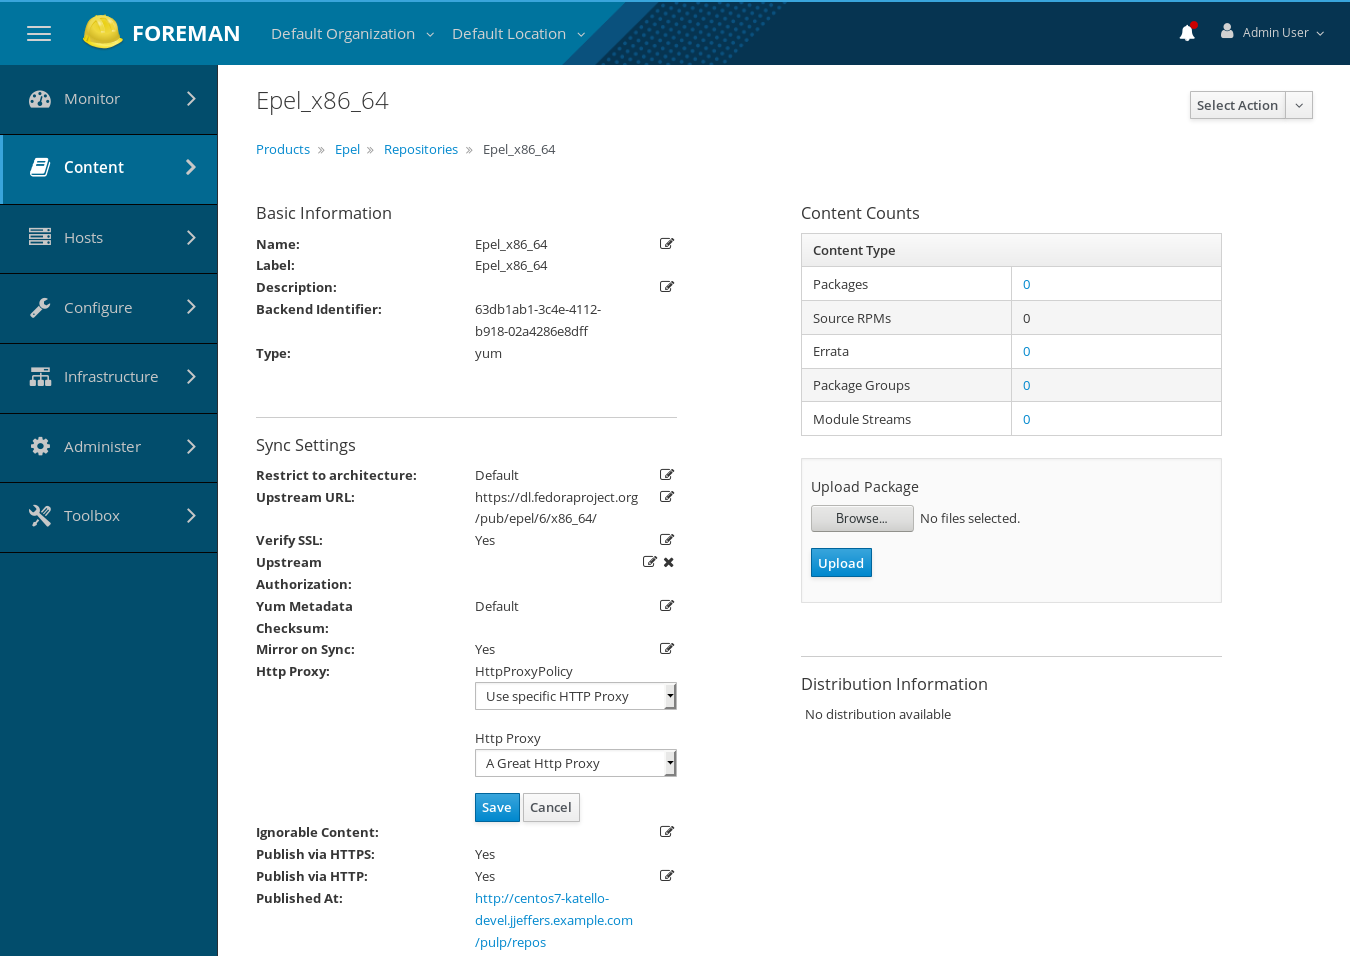 FOREMAN Default Organization Default Location Admin User
Monitor
Content
Hosts
Configure
Infrastructure
Administer
Toolbox
Epel_x86_64
Select Action
Products » Epel » Repositories » Epel_x86_64
Basic Information
Name: Epel_x86_64
Label: Epel_x86_64
Description:
Backend Identifier: 63db1ab1-3c4e-4112-
b918-02a4286e8dff
Type: yum
Sync Settings
Restrict to architecture: Default
Upstream URL: https://dl.fedoraproject.org
/pub/epel/6/x86_64/
Verify SSL: Yes
Upstream
Authorization:
Yum Metadata Default
Checksum:
Mirror on Sync: Yes
Http Proxy: HttpProxyPolicy
Use specific HTTP Proxy
Http Proxy
A Great Http Proxy
Save Cancel
Ignorable Content:
Publish via HTTPS: Yes
Publish via HTTP: Yes
Published At: http://centos7-katello-
devel.jjeffers.example.com
/pulp/repos
Content Counts
Content Type
Packages 0
Source RPMs 0
Errata 0
Package Groups 0
Module Streams 0
Upload Package
Browse... No files selected.
Upload
Distribution Information
No distribution available